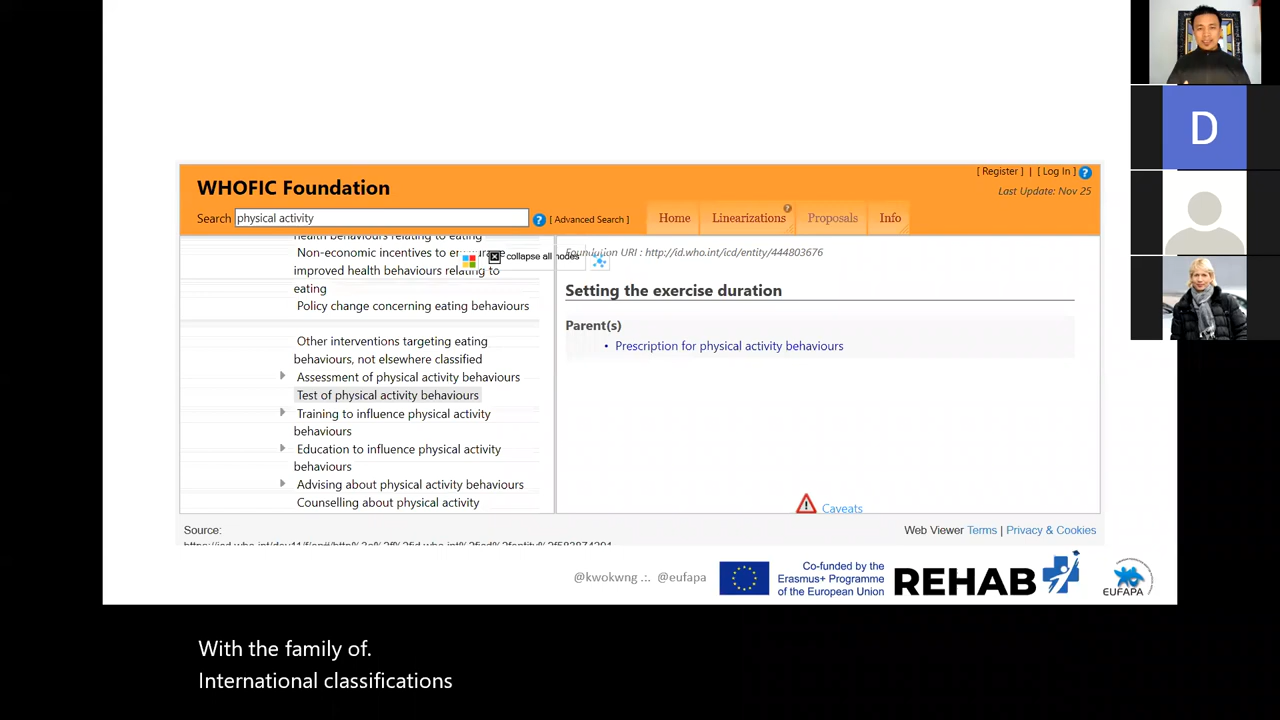 D
[ Register ] | [ Log In ] ?
WHOFIC Foundation
Last Update: Nov 25
Search physical activity ? [ Advanced Search ] Home Linearizations ? Proposals Info
health behaviours relating to eating
Non-economic incentives to encourage
improved health behaviours relating to
eating
Policy change concerning eating behaviours
collapse all nodes
Other interventions targeting eating
behaviours, not elsewhere classified
Assessment of physical activity behaviours
Test of physical activity behaviours
Training to influence physical activity
behaviours
Education to influence physical activity
behaviours
Advising about physical activity behaviours
Counselling about physical activity
Foundation URI : http://id.who.int/icd/entity/444803676
Setting the exercise duration
Parent(s)
• Prescription for physical activity behaviours
Caveats
Source:
Web Viewer Terms | Privacy & Cookies
@kwokwng .:. @eufapa
Co-funded by the
Erasmus+ Programme
of the European Union
REHAB
EUFAPA
With the family of.
International classifications